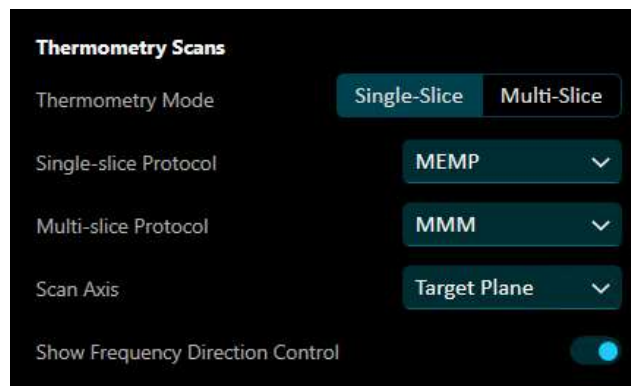 Thermometry Scans
Thermometry Mode Single-Slice Multi-Slice
Single-slice Protocol MEMP
Multi-slice Protocol MMM
Scan Axis Target Plane
Show Frequency Direction Control